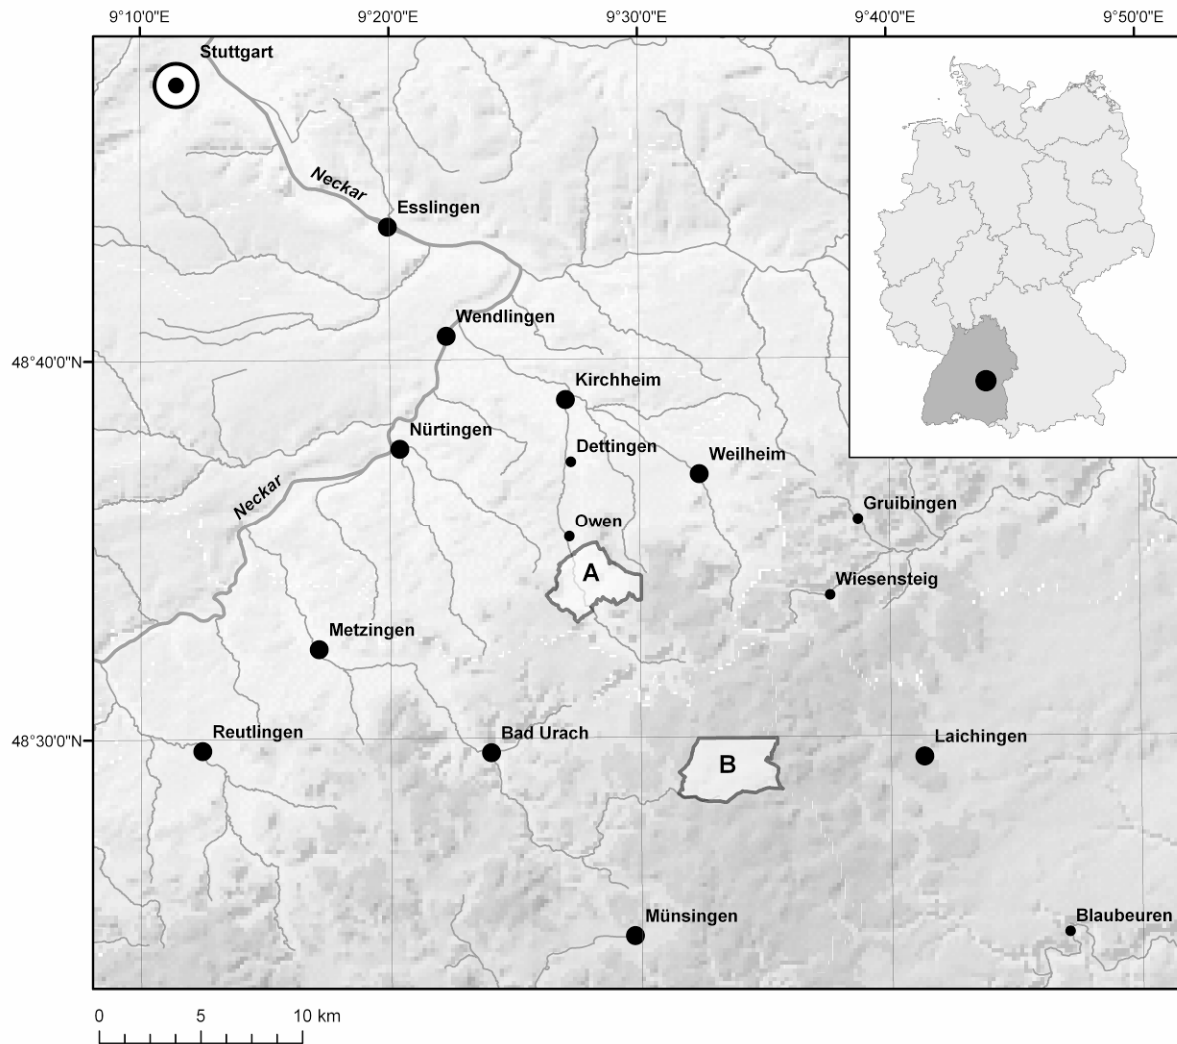 9°10'0"E 9°20'0"E 9°30'0"E 9°40'0"E 9°50'0"E
Stuttgart
Neckar
Esslingen
Wendlingen
48°40'0"N
Kirchheim
Nürtingen
Dettingen
Weilheim
Neckar
Gruibingen
Owen
A
Wiesensteig
Metzingen
Reutlingen
Bad Urach
48°30'0"N
Laichingen
B
Münsingen
Blaubeuren
0 5 10 km